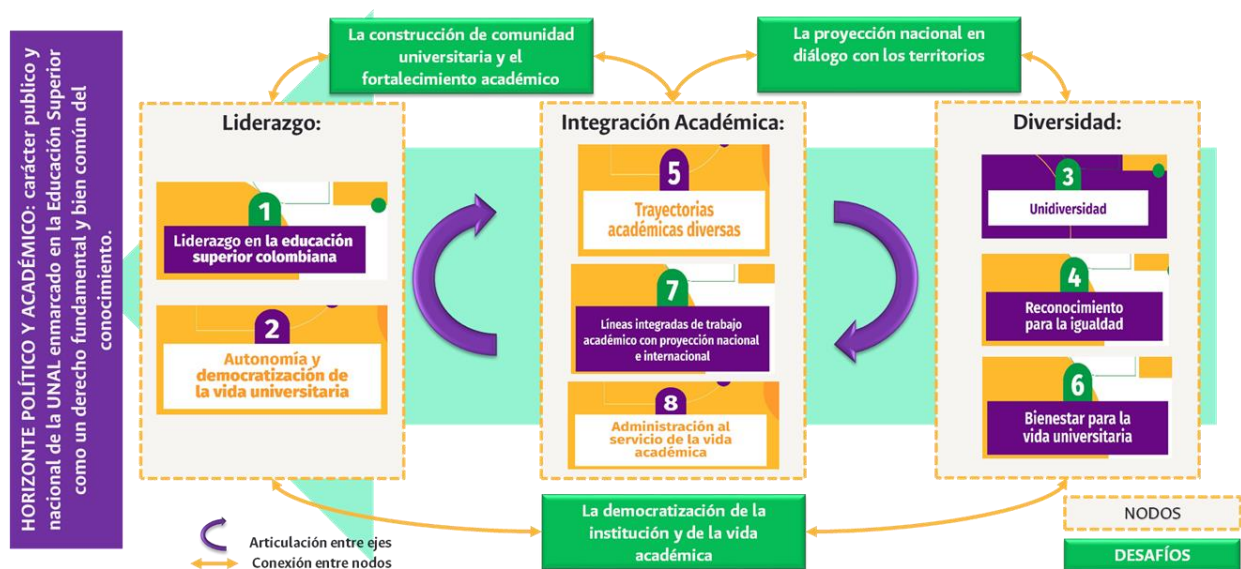 HORIZONTE POLÍTICO Y ACADÉMICO: carácter publico y
nacional de la UNAL enmarcado en la Educación Superior
como un derecho fundamental y bien común del
conocimiento.
La construcción de comunidad
universitaria y el
fortalecimiento académico
La proyección nacional en
diálogo con los territorios
Liderazgo:
1
Liderazgo en la educación
superior colombiana
2
Autonomía y
democratización de
la vida universitaria
Integración Académica:
5
Trayectorias
académicas diversas
7
Líneas integradas de trabajo
académico con proyección nacional
e internacional
8
Administración al
servicio de la vida
académica
Diversidad:
3
Unidiversidad
4
Reconocimiento
para la igualdad
6
Bienestar para la
vida universitaria
La democratización de la
institución y de la vida
académica
Articulación entre ejes
Conexión entre nodos
NODOS
DESAFÍOS